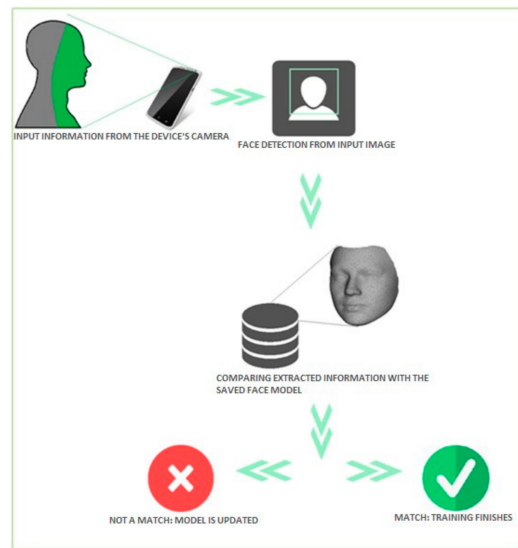 INPUT INFORMATION FROM THE DEVICE'S CAMERA
FACE DETECTION FROM INPUT IMAGE
COMPARING EXTRACTED INFORMATION WITH THE
SAVED FACE MODEL
NOT A MATCH: MODEL IS UPDATED
MATCH: TRAINING FINISHES